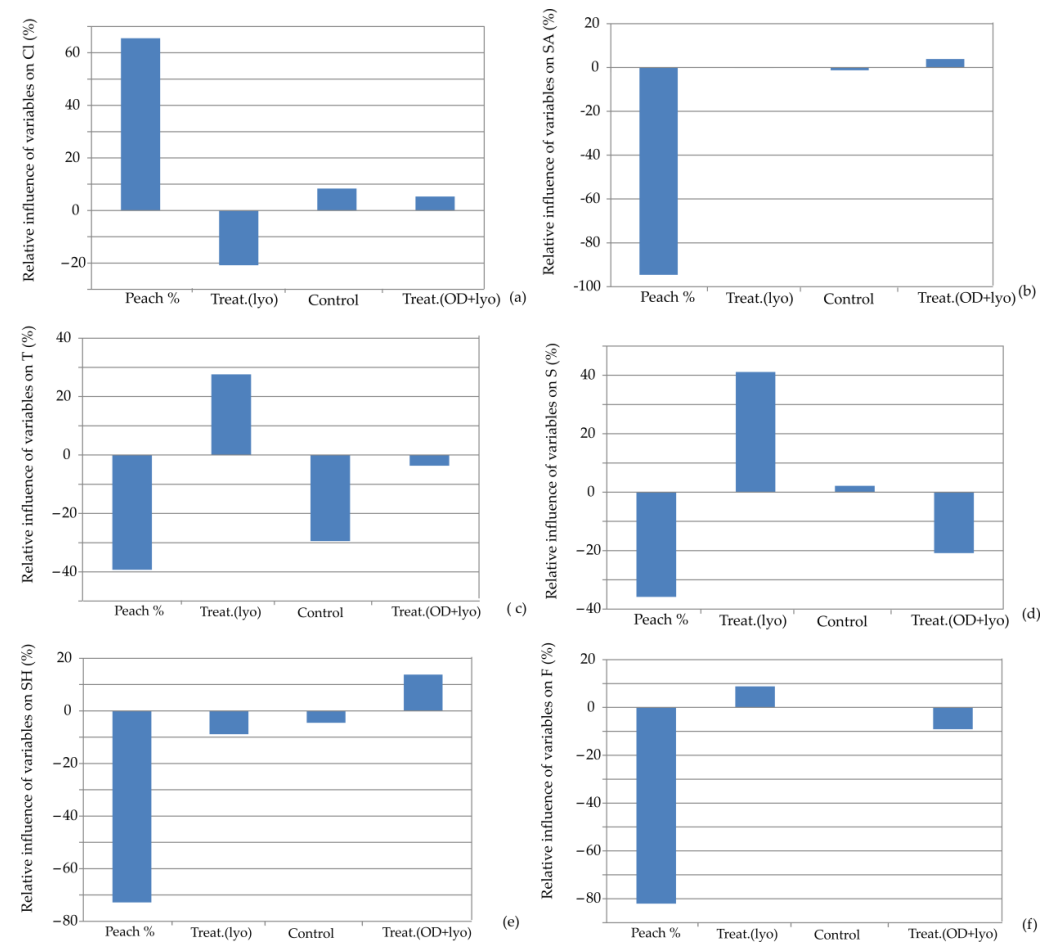 Relative influence of variables on CI (%)
60
40
20
0
−20
Peach % Treat.(lyo) Control Treat.(OD+lyo) (a)
Relative influence of variables on SA (%)
20
0
-20
-40
-60
-80
-100
Peach % Treat.(lyo) Control Treat.(OD+lyo) (b)
Relative influence of variables on T (%)
40
20
0
−20
−40
Peach % Treat.(lyo) Control Treat.(OD+lyo) ( c)
Relative influence of variables on S (%)
40
20
0
−20
−40
Peach % Treat.(lyo) Control Treat.(OD+lyo) (d)
Relative influence of variables on SH (%)
20
0
−20
−40
−60
−80
Peach % Treat.(lyo) Control Treat.(OD+lyo) (e)
Relative influence of variables on F (%)
20
0
−20
−40
−60
−80
Peach % Treat.(lyo) Control Treat.(OD+lyo) (f)